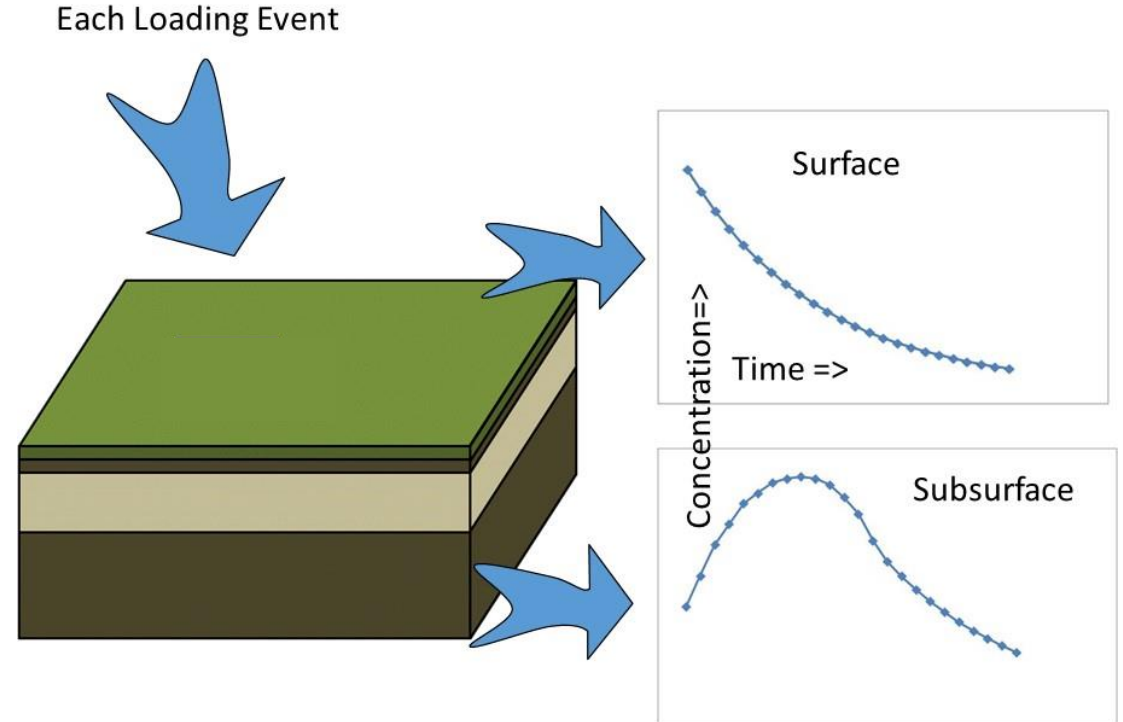 Each Loading Event
Surface
Time =>
Concentration=>
Subsurface